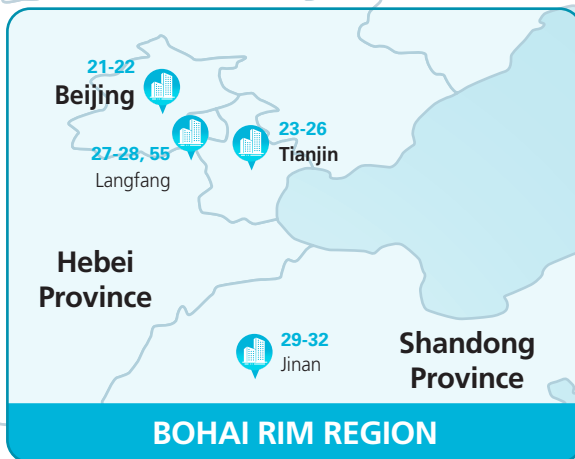 21-22
Beijing
27-28, 55
Langfang
23-26
Tianjin
Hebei
Province
29-32
Jinan
Shandong
Province
BOHAI RIM REGION